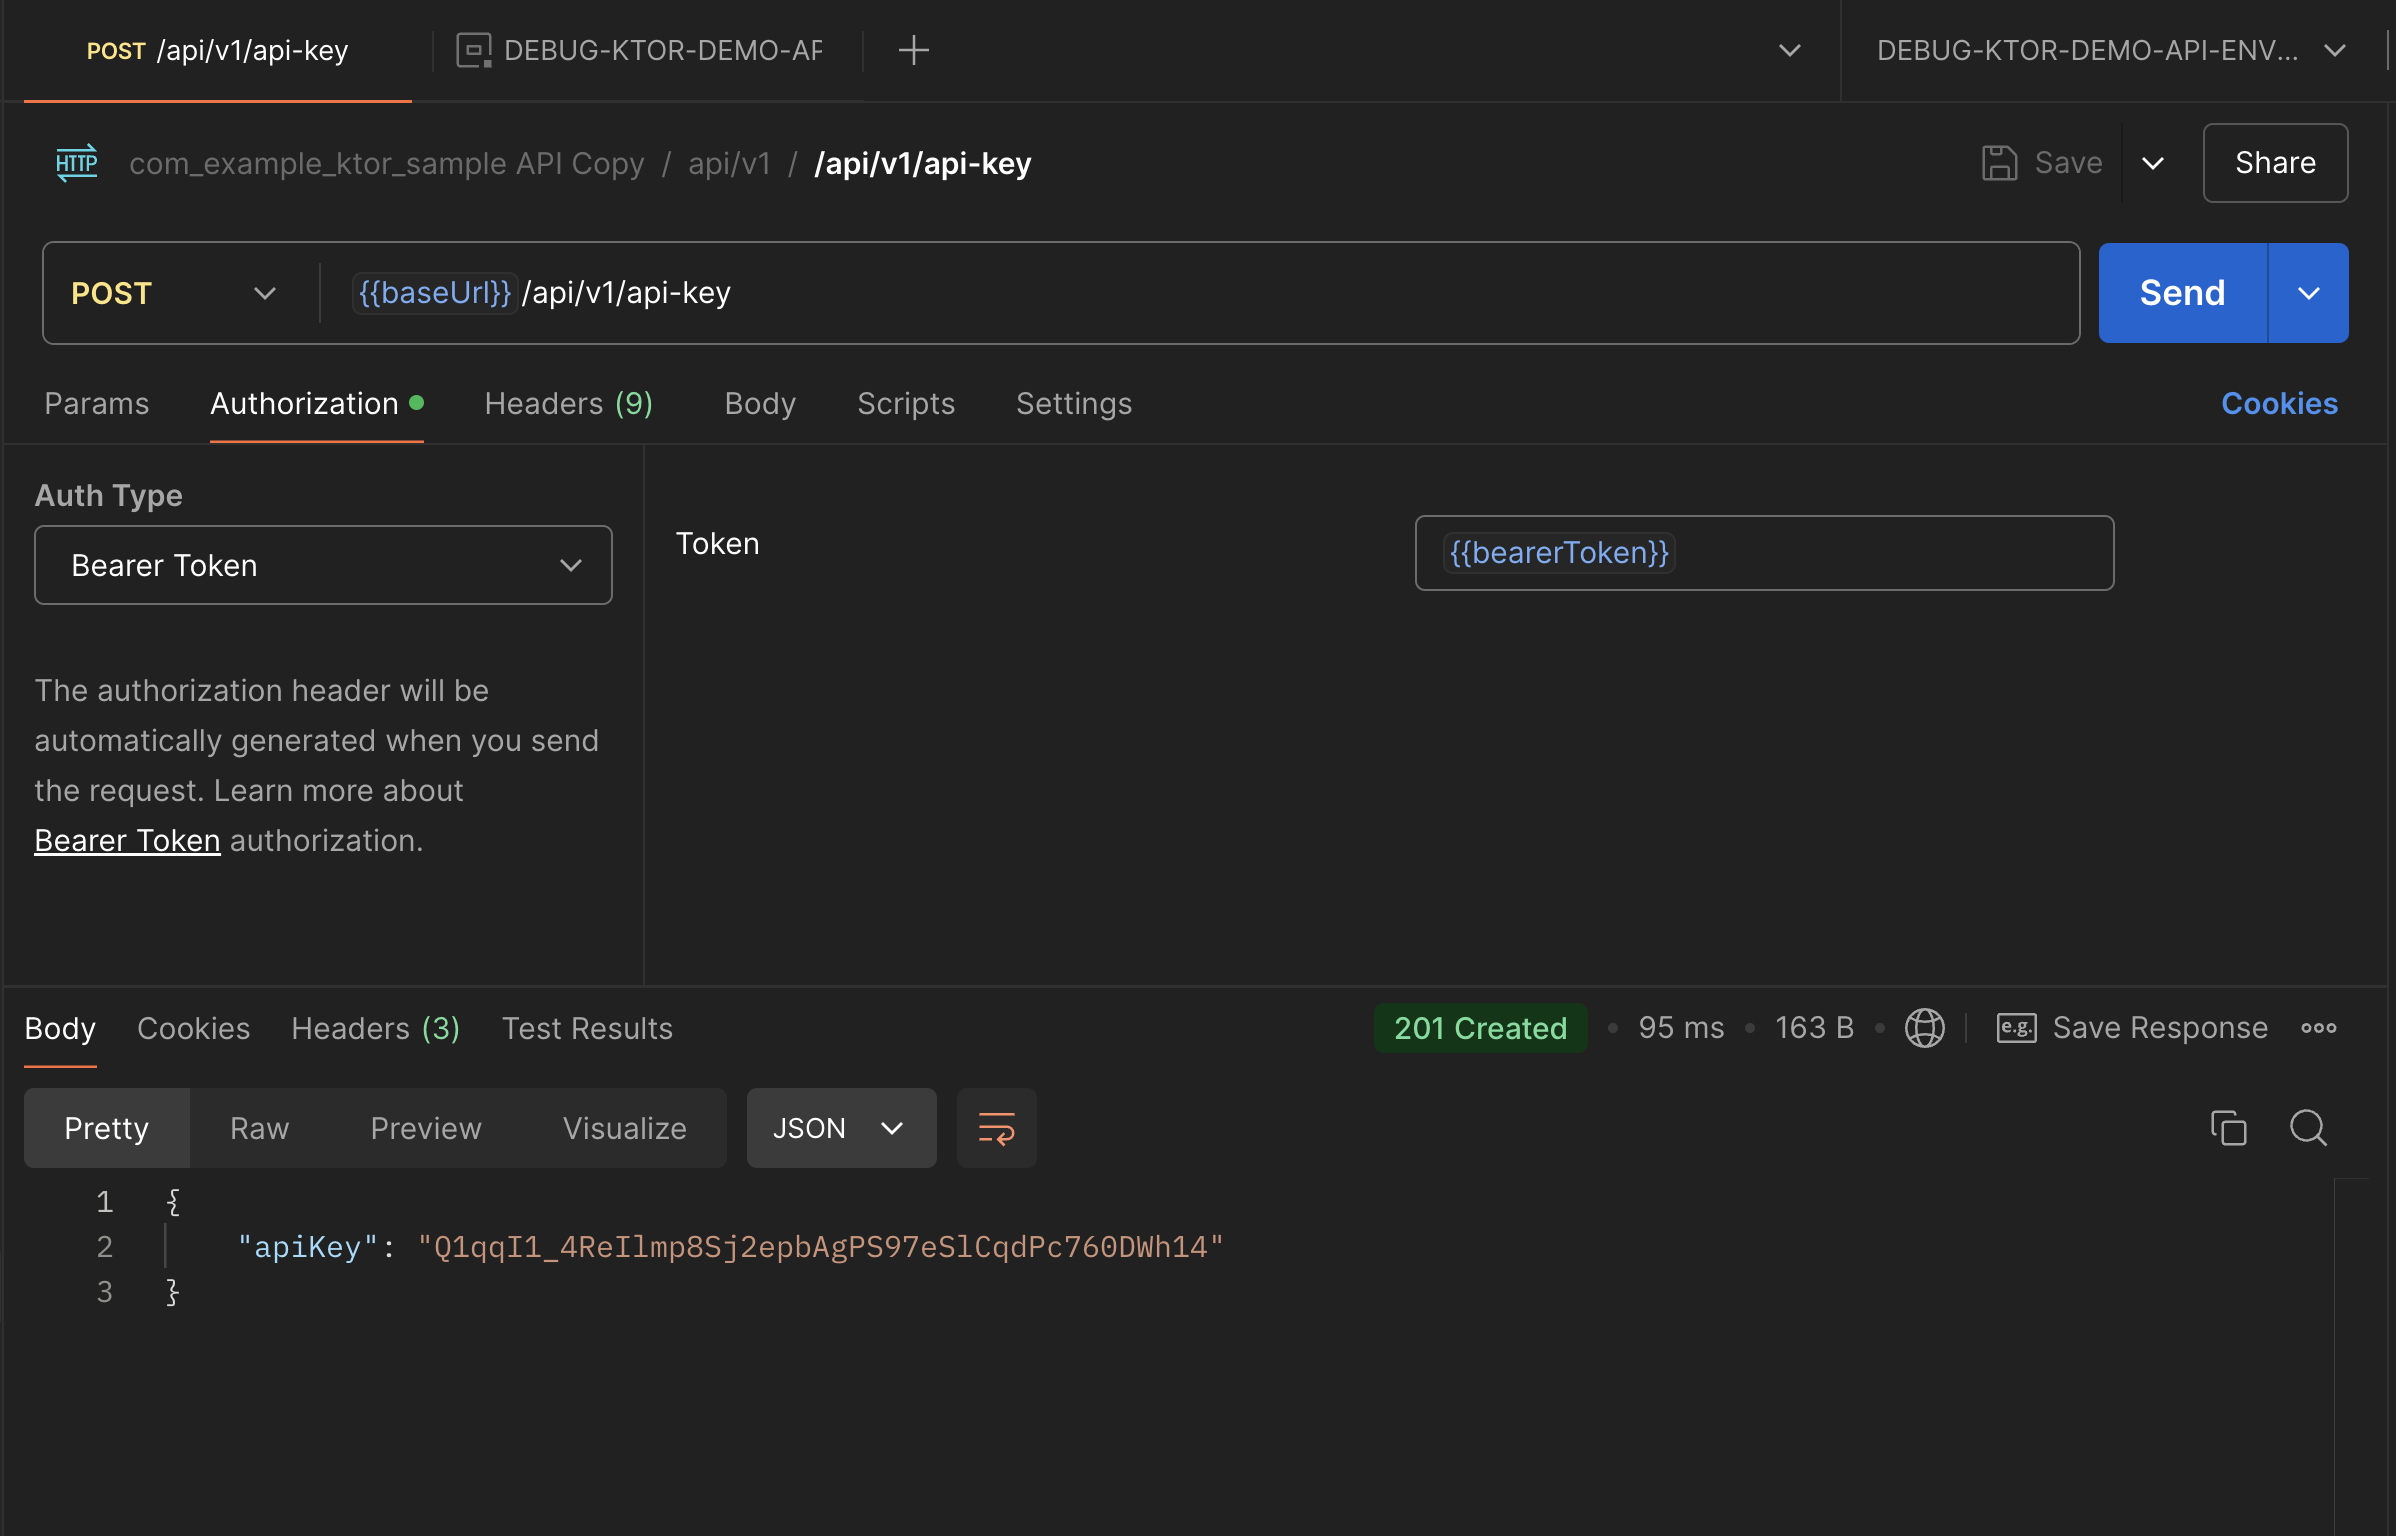 POST /api/v1/api-key
DEBUG-KTOR-DEMO-AP
DEBUG-KTOR-DEMO-API-ENV...
HTTP
com_example_ktor_sample API Copy / api/v1 / /api/v1/api-key
Save
Share
POST
{{baseUrl}}/api/v1/api-key
Send
Params
Authorization
Headers (9)
Body
Scripts
Settings
Cookies
Auth Type
Bearer Token
Token
{{bearerToken}}
The authorization header will be
automatically generated when you send
the request. Learn more about
Bearer Token authorization.
Body
Cookies
Headers (3)
Test Results
201 Created
95 ms
163 B
e.g.
Save Response
Pretty
Raw
Preview
Visualize
JSON
1 {
2 "apiKey": "Q1qqI1_4ReIlmp8Sj2epbAgPS97eSlCqdPc760DWh14"
3 }